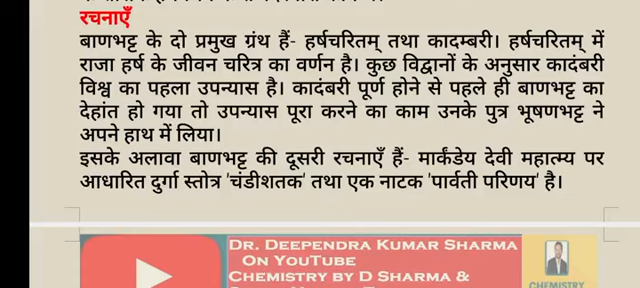 रचनाएँ
बाणभट्ट के दो प्रमुख ग्रंथ हैं- हर्षचरितम् तथा कादम्बरी। हर्षचरितम् में
राजा हर्ष के जीवन चरित्र का वर्णन है। कुछ विद्वानों के अनुसार कादंबरी
विश्व का पहला उपन्यास है। कादंबरी पूर्ण होने से पहले ही बाणभट्ट का
देहांत हो गया तो उपन्यास पूरा करने का काम उनके पुत्र भूषणभट्ट ने
अपने हाथ में लिया।
इसके अलावा बाणभट्ट की दूसरी रचनाएँ हैं- मार्कंडेय देवी महात्म्य पर
आधारित दुर्गा स्तोत्र 'चंडीशतक' तथा एक नाटक 'पार्वती परिणय' है।
DR. DEEPENDRA KUMAR SHARMA
ON YOUTUBE
CHEMISTRY BY D SHARMA &
CHEMISTRY